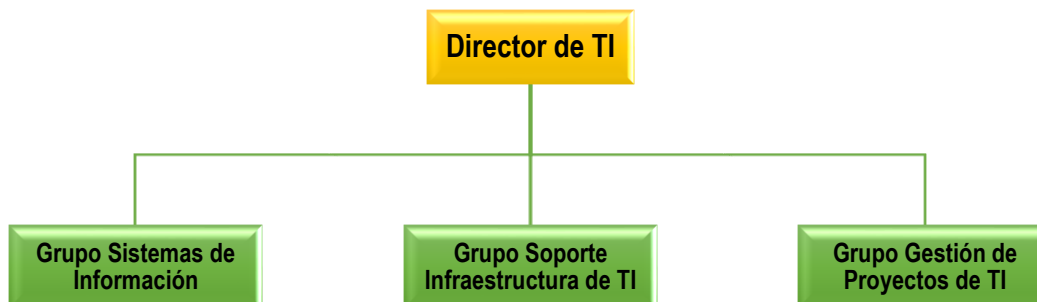 Director de TI
Grupo Sistemas de
Información
Grupo Soporte
Infraestructura de TI
Grupo Gestión de
Proyectos de TI